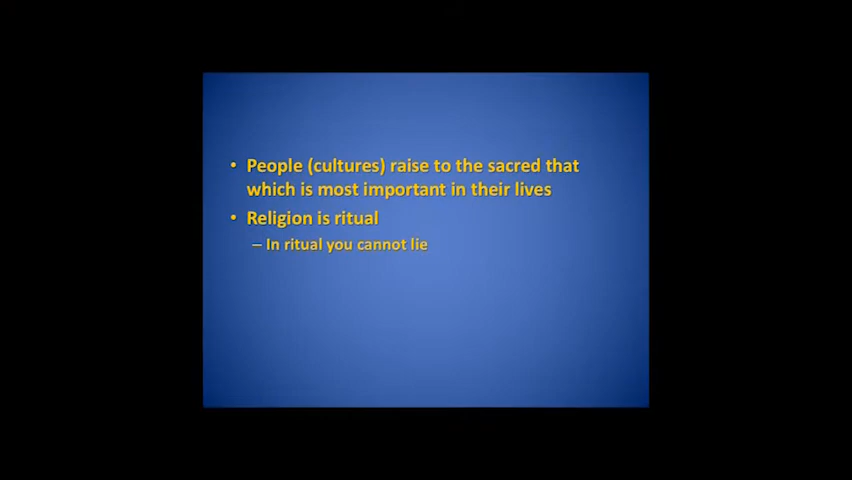 • People (cultures) raise to the sacred that
which is most important in their lives
• Religion is ritual
– In ritual you cannot lie